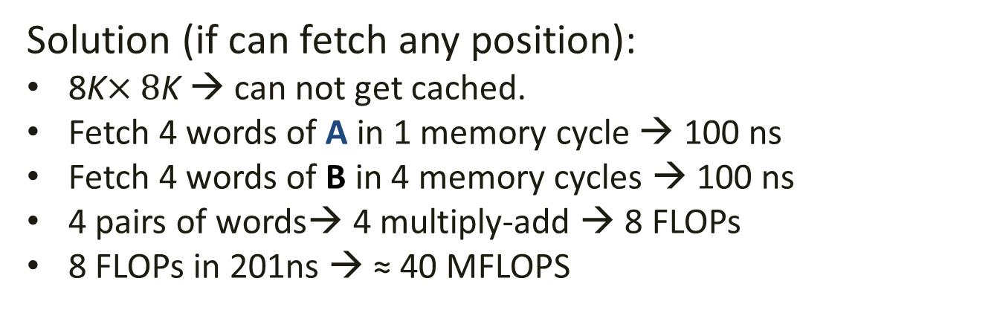 Solution (if can fetch any position):
• 8K× 8K → can not get cached.
• Fetch 4 words of A in 1 memory cycle → 100 ns
• Fetch 4 words of B in 4 memory cycles → 100 ns
• 4 pairs of words→ 4 multiply-add → 8 FLOPs
• 8 FLOPs in 201ns → ≈ 40 MFLOPS